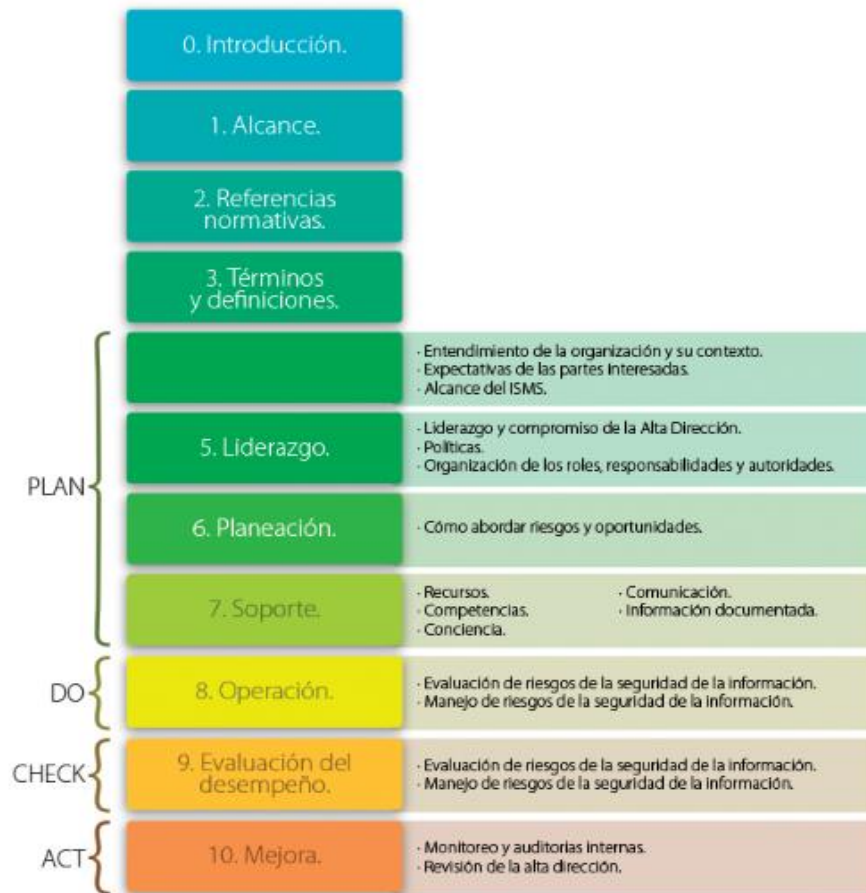 0. Introducción.
1. Alcance.
2. Referencias
normativas.
3. Términos
y definiciones.
PLAN
· Entendimiento de la organización y su contexto.
· Expectativas de las partes interesadas.
· Alcance del ISMS.
5. Liderazgo.
· Liderazgo y compromiso de la Alta Dirección.
· Políticas.
· Organización de los roles, responsabilidades y autoridades.
6. Planeación.
· Cómo abordar riesgos y oportunidades.
7. Soporte.
· Recursos.
· Competencias.
· Conciencia.
· Comunicación.
· Información documentada.
DO
8. Operación.
· Evaluación de riesgos de la seguridad de la información.
· Manejo de riesgos de la seguridad de la información.
CHECK
9. Evaluación del
desempeño.
· Evaluación de riesgos de la seguridad de la información.
· Manejo de riesgos de la seguridad de la información.
ACT
10. Mejora.
· Monitoreo y auditorias internas.
· Revisión de la alta dirección.